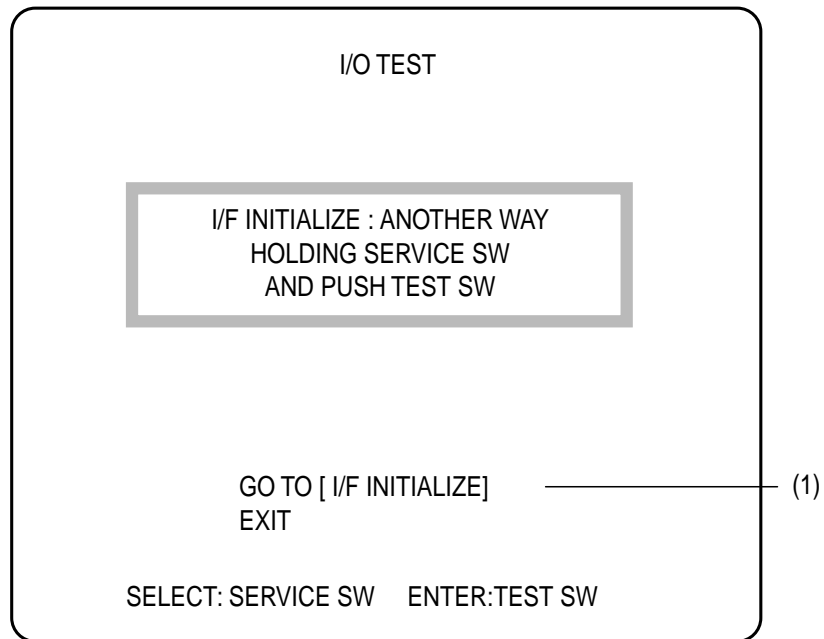 I/O TEST
I/F INITIALIZE : ANOTHER WAY
HOLDING SERVICE SW
AND PUSH TEST SW
GO TO [ I/F INITIALIZE]
(1)
EXIT
SELECT: SERVICE SW ENTER:TEST SW